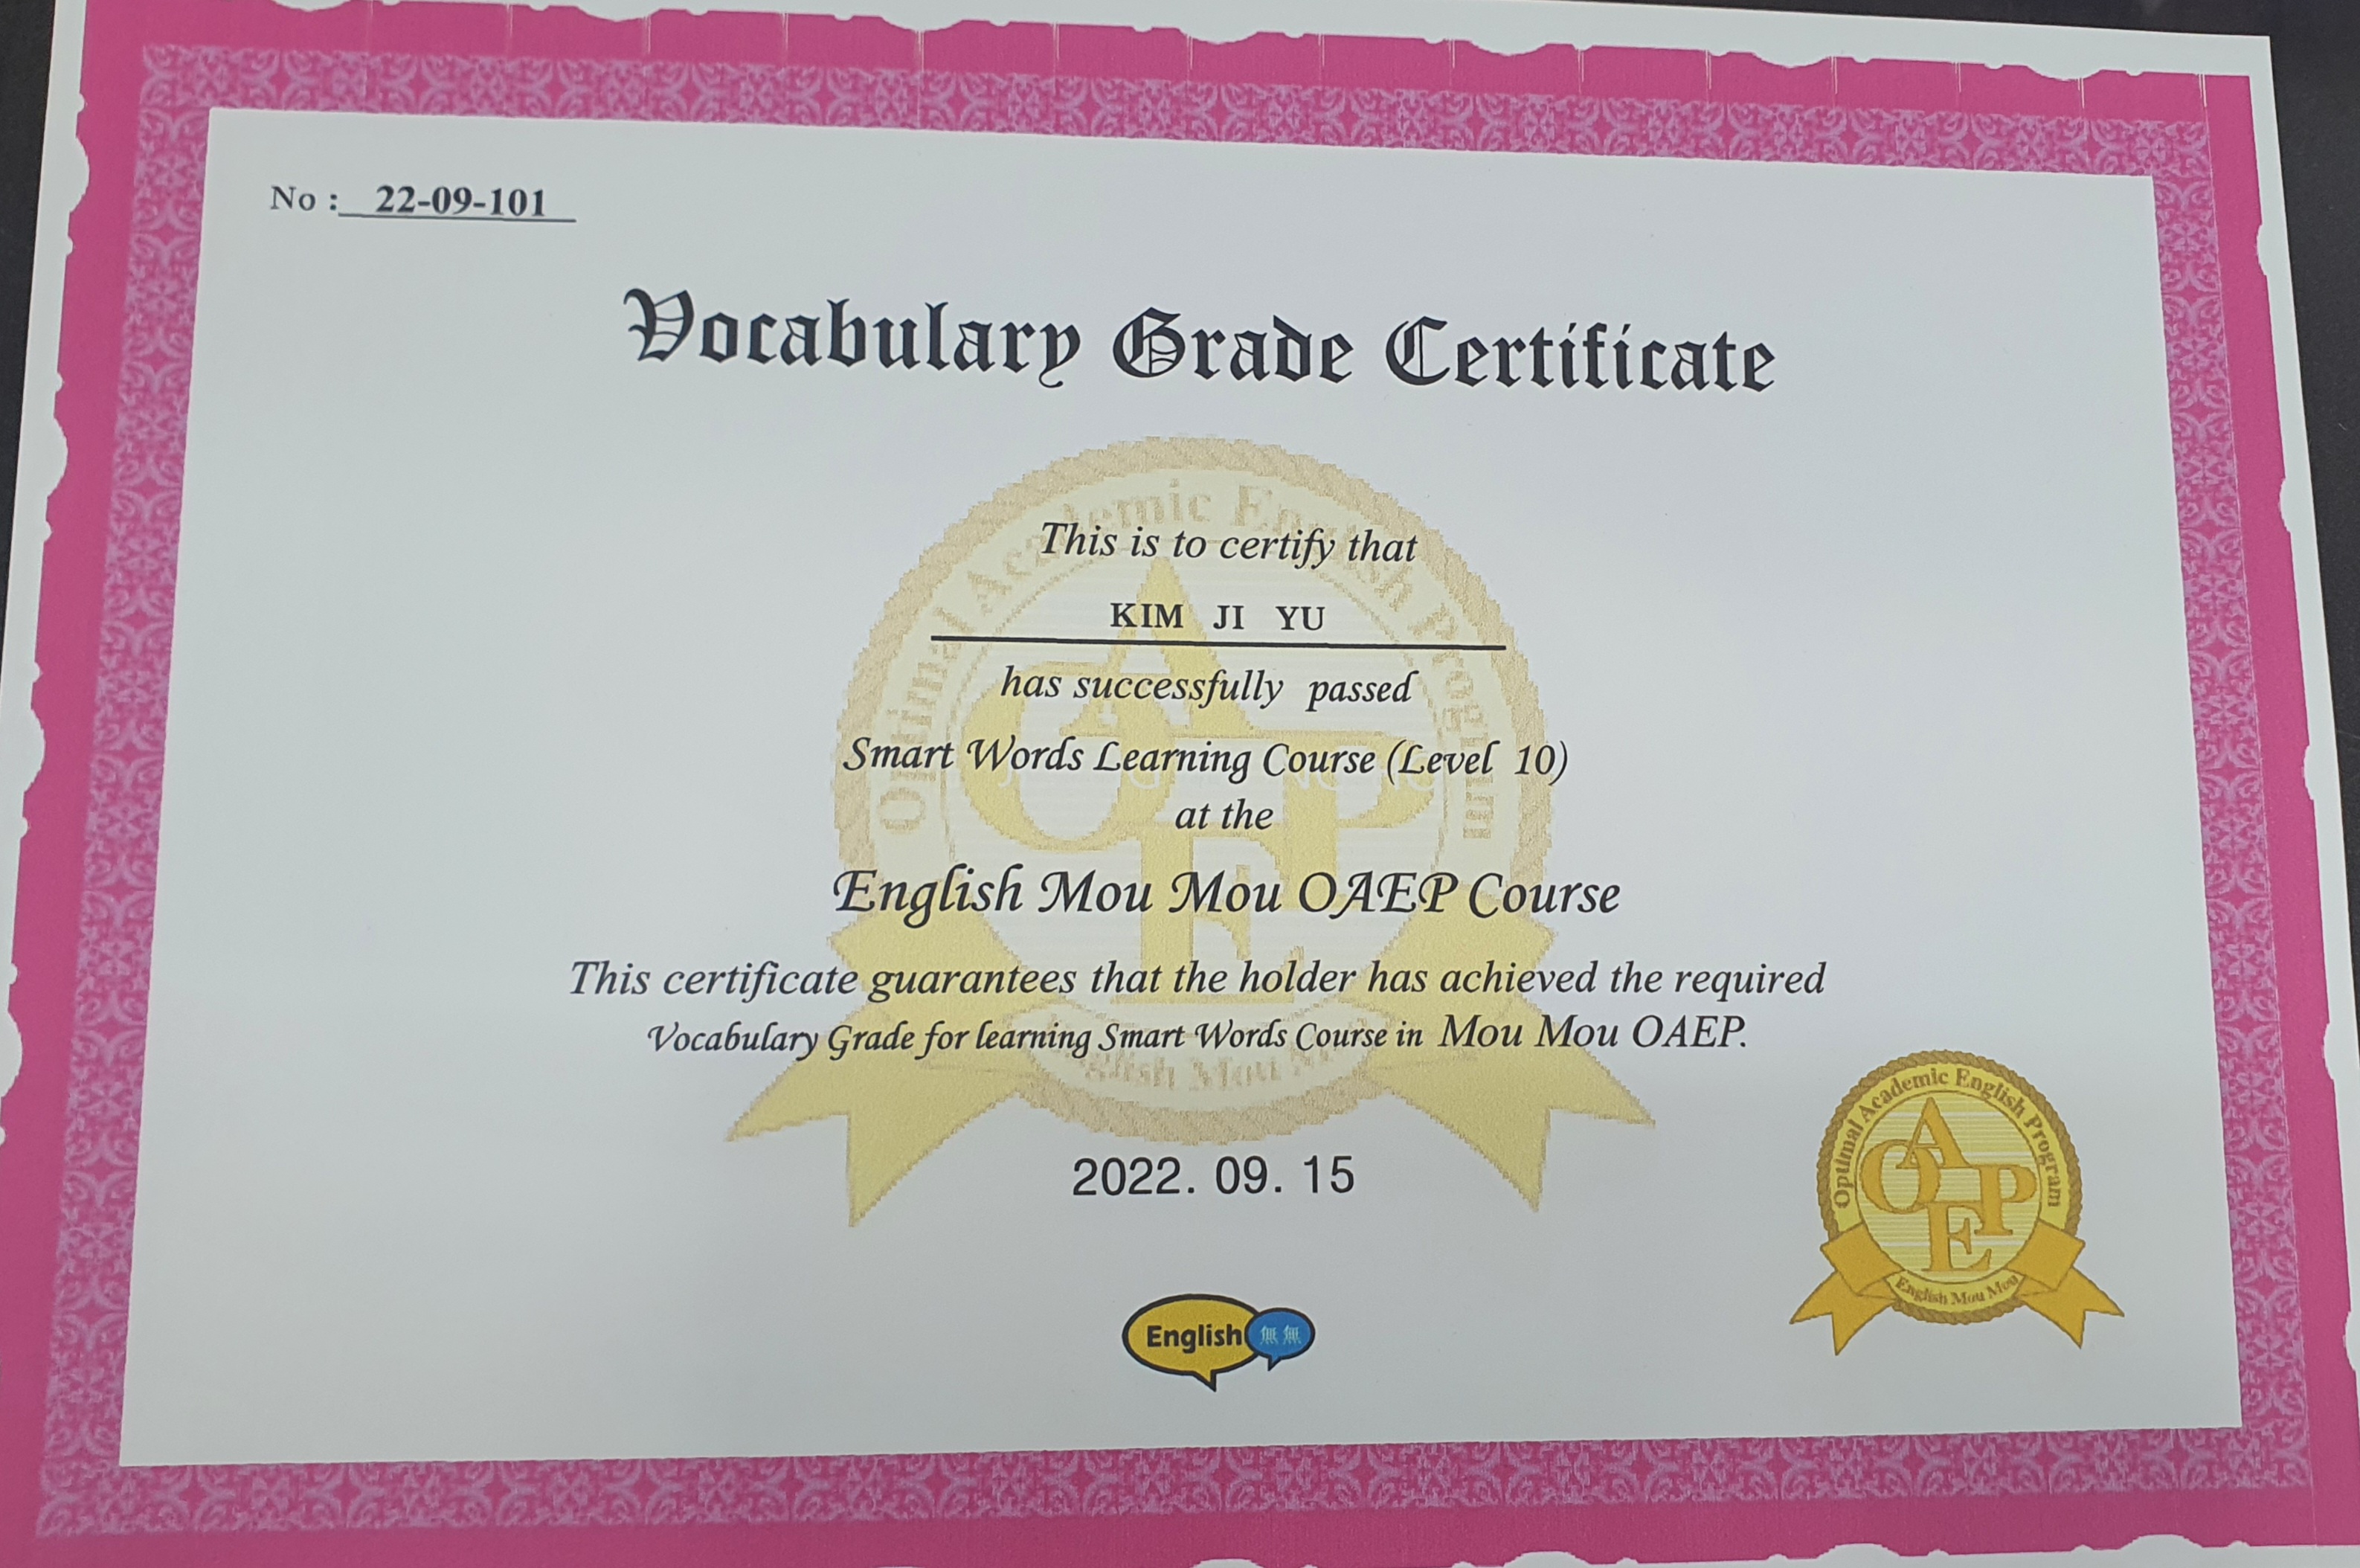 No : 22-09-101
Vocabulary Grade Certificate
This is to certify that
KIM JI YU
has successfully passed
Smart Words Learning Course (Level 10)
at the
English Mou Mou OAEP Course
This certificate guarantees that the holder has achieved the required
Vocabulary Grade for learning Smart Words Course in Mou Mou OAEP.
2022. 09. 15
English 無無
Optimal Academic English Program
OAEP
English Mou Mou